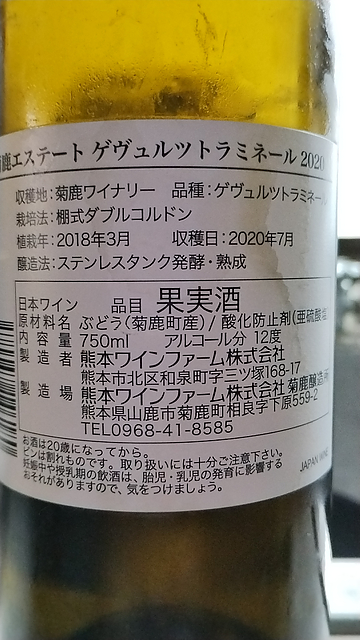 鹿エステート ゲヴュルツトラミネール 2020
収穫地：菊鹿ワイナリー 品種：ゲヴュルツトラミネール
栽培法：棚式ダブルコルドン
植栽年：2018年3月 収穫日：2020年7月
醸造法：ステンレスタンク発酵・熟成
日本ワイン 品目 果実酒
原材料名 ぶどう（菊鹿町産）/ 酸化防止剤（亜硫酸塩
内容量 750ml アルコール分 12度
製造者 熊本ワインファーム株式会社
熊本市北区和泉町字三ツ塚168-17
製造場 熊本ワインファーム株式会社 菊鹿醸造所
熊本県山鹿市菊鹿町相良字下原559-2
TEL0968-41-8585
お酒は20歳になってから。
ビンは割れものです。取り扱いには十分ご注意下さい。
妊娠中や授乳期の飲酒は、胎児・乳児の発育に影響する
おそれがありますので、気をつけましょう。
JAPAN WINE